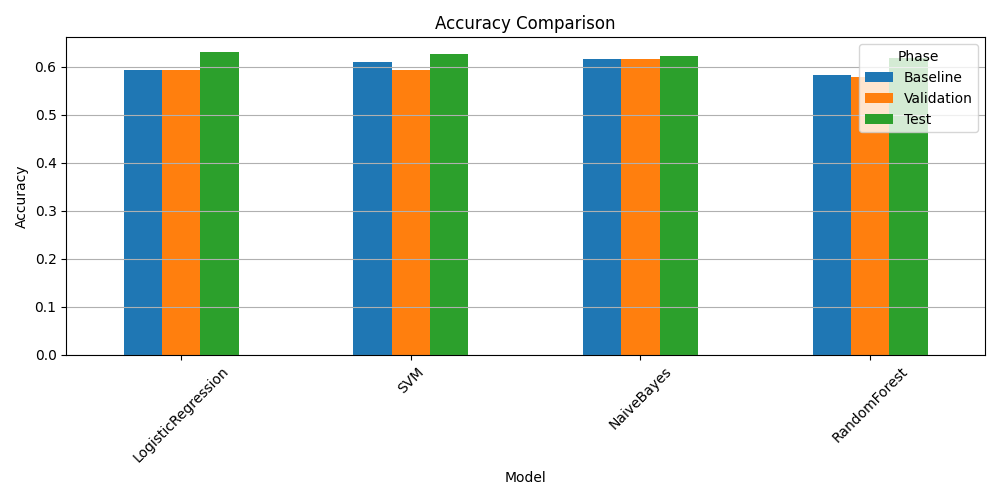 Accuracy Comparison
Accuracy
0.6
0.5
0.4
0.3
0.2
0.1
0.0
Phase
Baseline
Validation
Test
LogisticRegression
SVM
NaiveBayes
RandomForest
Model